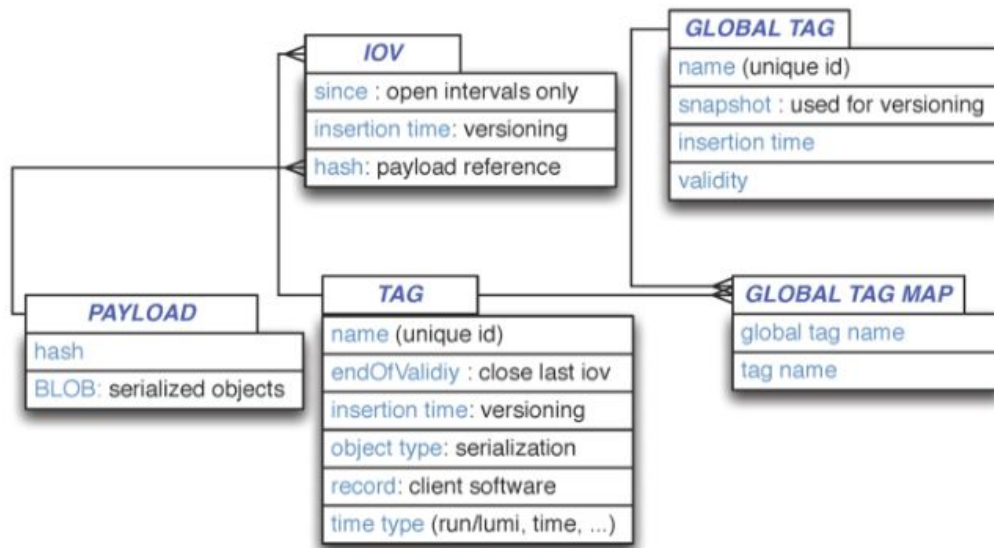 IOV
since : open intervals only
insertion time: versioning
hash: payload reference
GLOBAL TAG
name (unique id)
snapshot : used for versioning
insertion time
validity
PAYLOAD
hash
BLOB: serialized objects
TAG
name (unique id)
endOfValidiy : close last iov
insertion time: versioning
object type: serialization
record: client software
time type (run/lumi, time, ...)
GLOBAL TAG MAP
global tag name
tag name